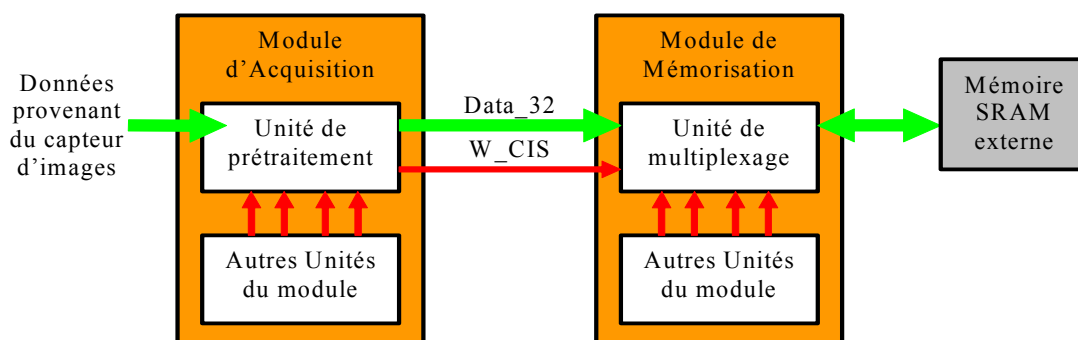 Données
provenant
du capteur
d'images
Module
d'Acquisition
Unité de
prétraitement
Autres Unités
du module
Data_32
W_CIS
Module de
Mémorisation
Unité de
multiplexage
Autres Unités
du module
Mémoire
SRAM
externe